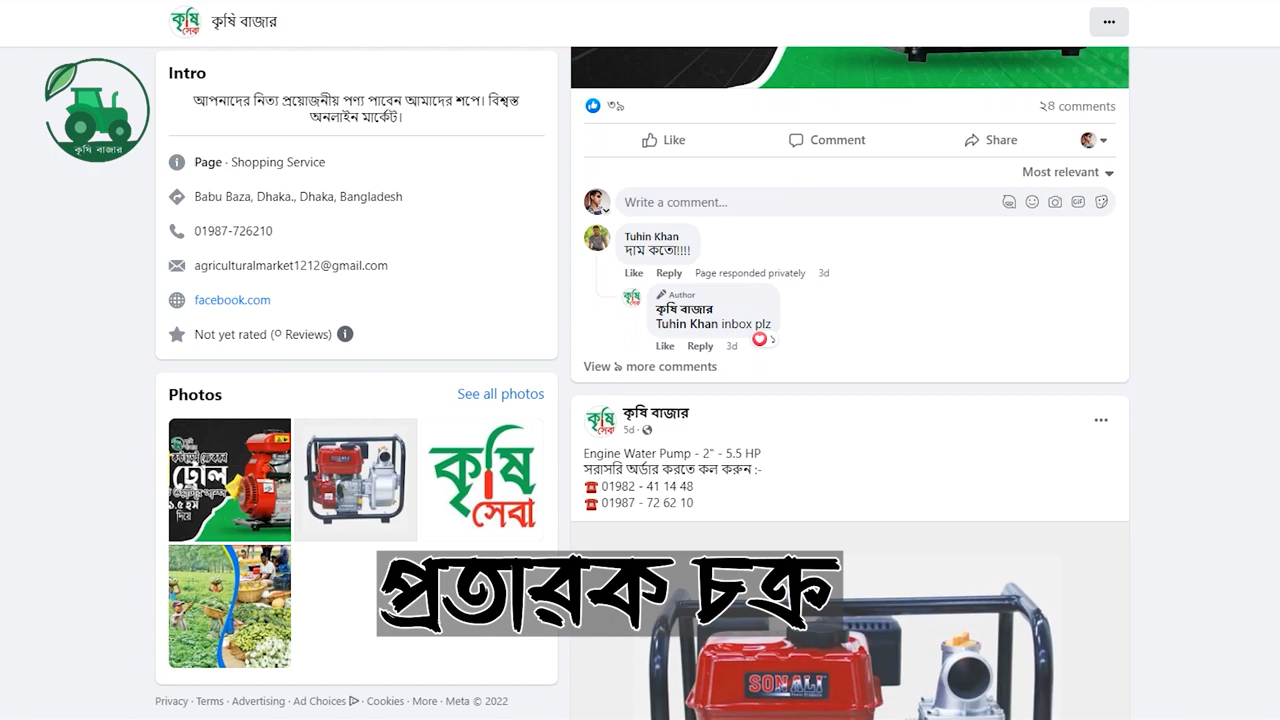 কৃষি সেবা
কৃষি বাজার
কৃষি বাজার
Intro
আপনাদের নিত্য প্রয়োজনীয় পণ্য পাবেন আমাদের শপে। বিশ্বস্ত
অনলাইন মার্কেট।
Page · Shopping Service
Babu Baza, Dhaka., Dhaka, Bangladesh
01987-726210
agriculturalmarket1212@gmail.com
facebook.com
Not yet rated (০ Reviews)
Photos
See all photos
ট্রোল
১.৫ হর্স
দিয়ে
কৃষি
সেবা
Privacy · Terms · Advertising · Ad Choices · Cookies · More · Meta © 2022
৩৯
২৪ comments
Like
Comment
Share
Most relevant
Write a comment...
GIF
Tuhin Khan
দাম কতো!!!!
Like Reply Page responded privately 3d
কৃষি সেবা
Author
কৃষি বাজার
Tuhin Khan inbox plz
Like Reply 3d
১
View ৯ more comments
কৃষি সেবা
কৃষি বাজার
5d ·
Engine Water Pump - 2" - 5.5 HP
সরাসরি অর্ডার করতে কল করুন :-
☎️ 01982 - 41 14 48
☎️ 01987 - 72 62 10
প্রতারক চক্র
SONALI